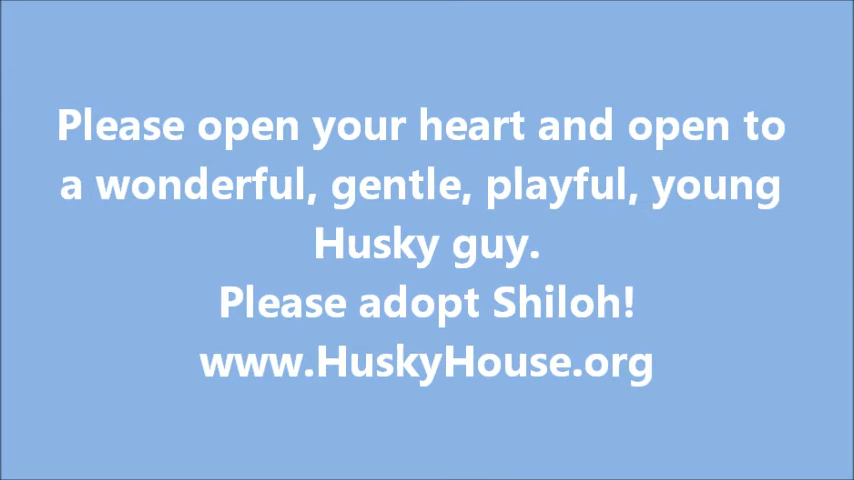 Please open your heart and open to
a wonderful, gentle, playful, young
Husky guy.
Please adopt Shiloh!
www.HuskyHouse.org